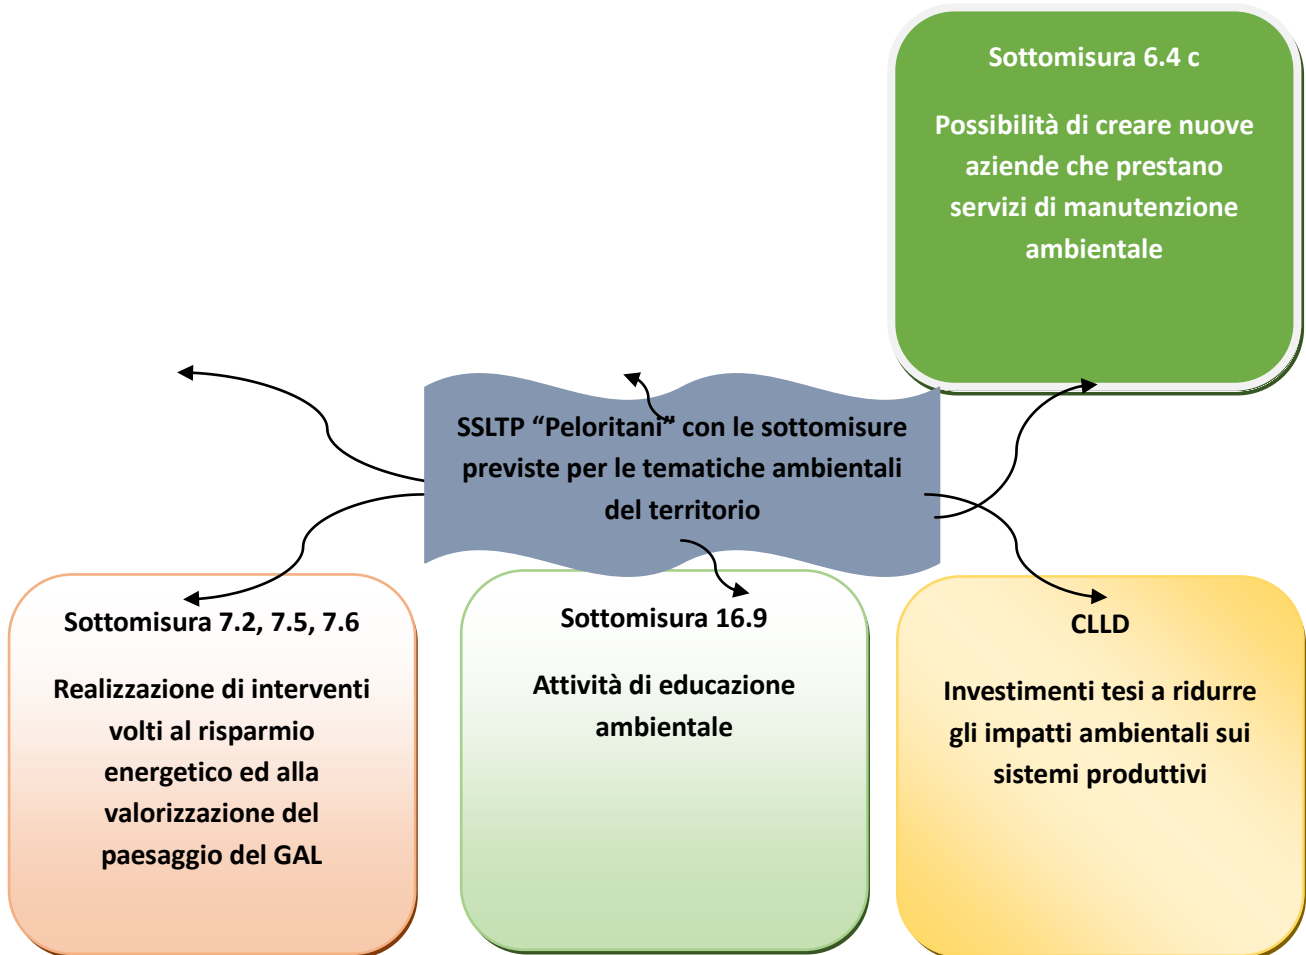 Sottomisura 6.4 c
Possibilità di creare nuove
aziende che prestano
servizi di manutenzione
ambientale
SSLTP “Peloritani” con le sottomisure
previste per le tematiche ambientali
del territorio
Sottomisura 7.2, 7.5, 7.6
Realizzazione di interventi
volti al risparmio
energetico ed alla
valorizzazione del
paesaggio del GAL
Sottomisura 16.9
Attività di educazione
ambientale
CLLD
Investimenti tesi a ridurre
gli impatti ambientali sui
sistemi produttivi